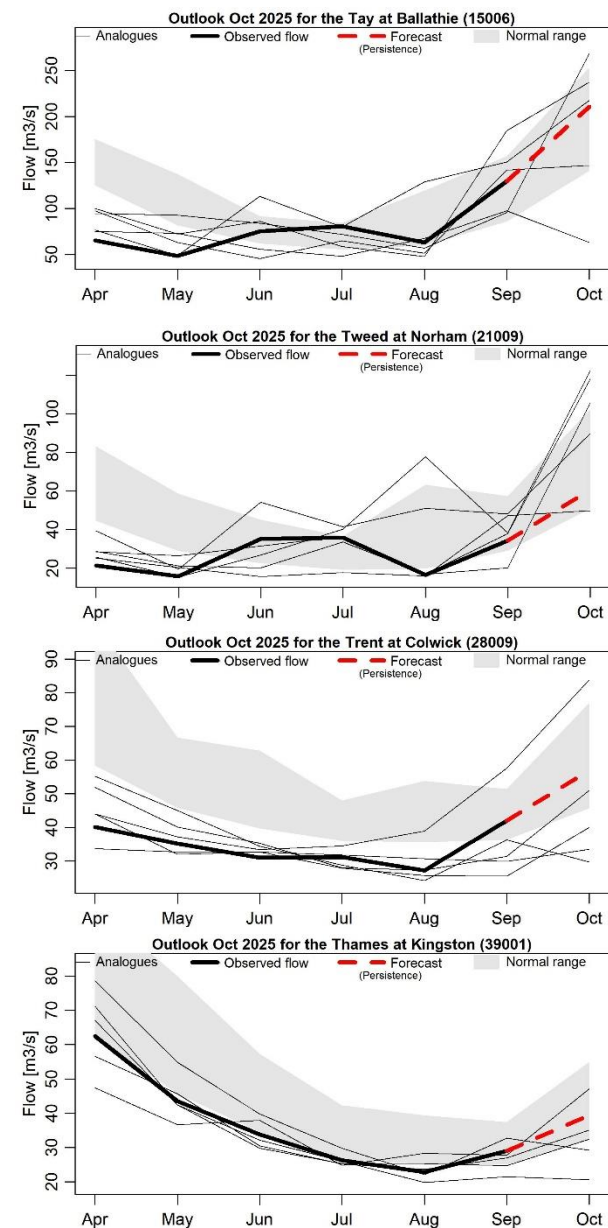 Outlook Oct 2025 for the Tay at Ballathie (15006)
Analogues Observed flow Forecast Normal range
(Persistence)
Flow [m3/s]
250
200
150
100
50
Apr May Jun Jul Aug Sep Oct
Outlook Oct 2025 for the Tweed at Norham (21009)
Analogues Observed flow Forecast Normal range
(Persistence)
Flow [m3/s]
100
80
60
40
20
Apr May Jun Jul Aug Sep Oct
Outlook Oct 2025 for the Trent at Colwick (28009)
Analogues Observed flow Forecast Normal range
(Persistence)
Flow [m3/s]
90
80
70
60
50
40
30
Apr May Jun Jul Aug Sep Oct
Outlook Oct 2025 for the Thames at Kingston (39001)
Analogues Observed flow Forecast Normal range
(Persistence)
Flow [m3/s]
80
70
60
50
40
30
20
Apr May Jun Jul Aug Sep Oct